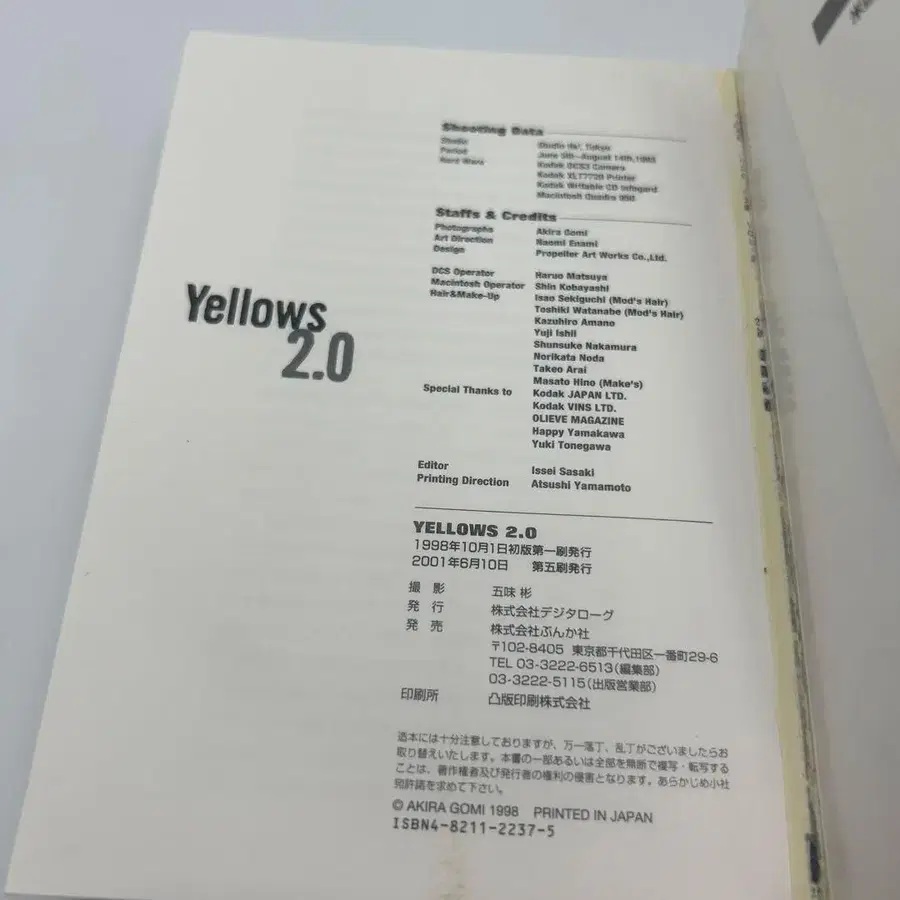 Yellows
2.0
Shooting Data
Studio Studio Tokyo
Period June August 14th,
Hard Ware Kodak DCS3 Camera
Kodak XL7720 Printer
Kodak Writable CD
Macintosh Quadra 950
Staffs & Credits
Photographs Akira Gomi
Art Direction Naomi Enami
Design Propeller Art Works Co.,Ltd.
DCS Operator Haruo Matsuya
Macintosh Operator Shin Kobayashi
Hair&Make-Up Isao Sekiguchi (Mod's Hair)
Toshiki Watanabe (Mod's Hair)
Kazuhiro Amano
Yuji Ishii
Shunsuke Nakamura
Norikata Noda
Takeo Arai
Masato Hino (Make's)
Special Thanks to Kodak JAPAN LTD.
Kodak VINS LTD.
OLIEVE MAGAZINE
Happy Yamakawa
Yuki Tonegawa
Editor Issei Sasaki
Printing Direction Atsushi Yamamoto
YELLOWS 2.0
1998年10月1日初版第一刷発行
2001年6月10日 第五刷発行
撮 影 五味 彬
発 行 株式会社デジタローグ
発 売 株式会社ぶんか社
〒102-8405 東京都千代田区一番町29-6
TEL 03-3222-6513(編集部)
03-3222-5115(出版営業部)
印刷所 凸版印刷株式会社
造本には十分注意しておりますが、万一落丁、乱丁がございましたらお
取り替えいたします。本書の一部あるいは全部を無断で複写・転写する
ことは、著作権者及び発行者の権利の侵害となります。あらかじめ小社
宛許諾を求めて下さい。
© AKIRA GOMI 1998 PRINTED IN JAPAN
ISBN4-8211-2237-5